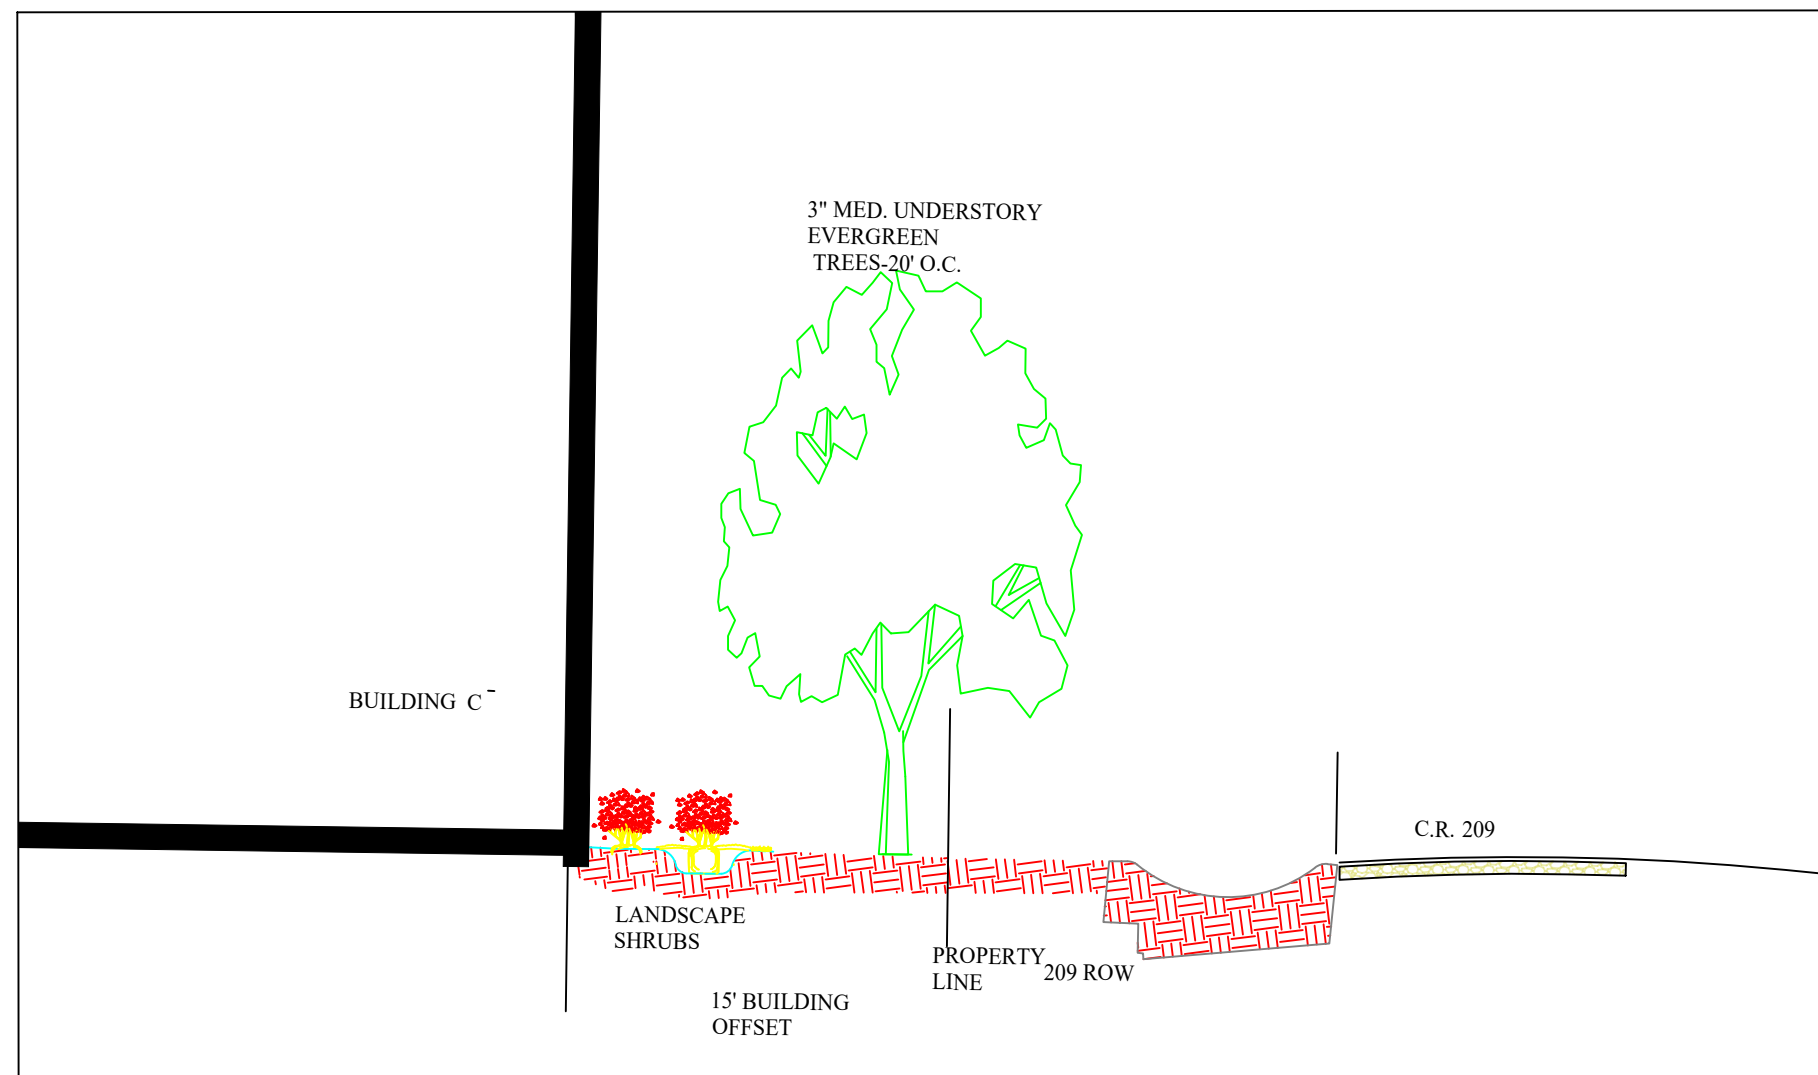 3" MED. UNDERSTORY
EVERGREEN
TREES-20' O.C.
BUILDING C
C.R. 209
LANDSCAPE
SHRUBS
PROPERTY
LINE
209 ROW
15' BUILDING
OFFSET